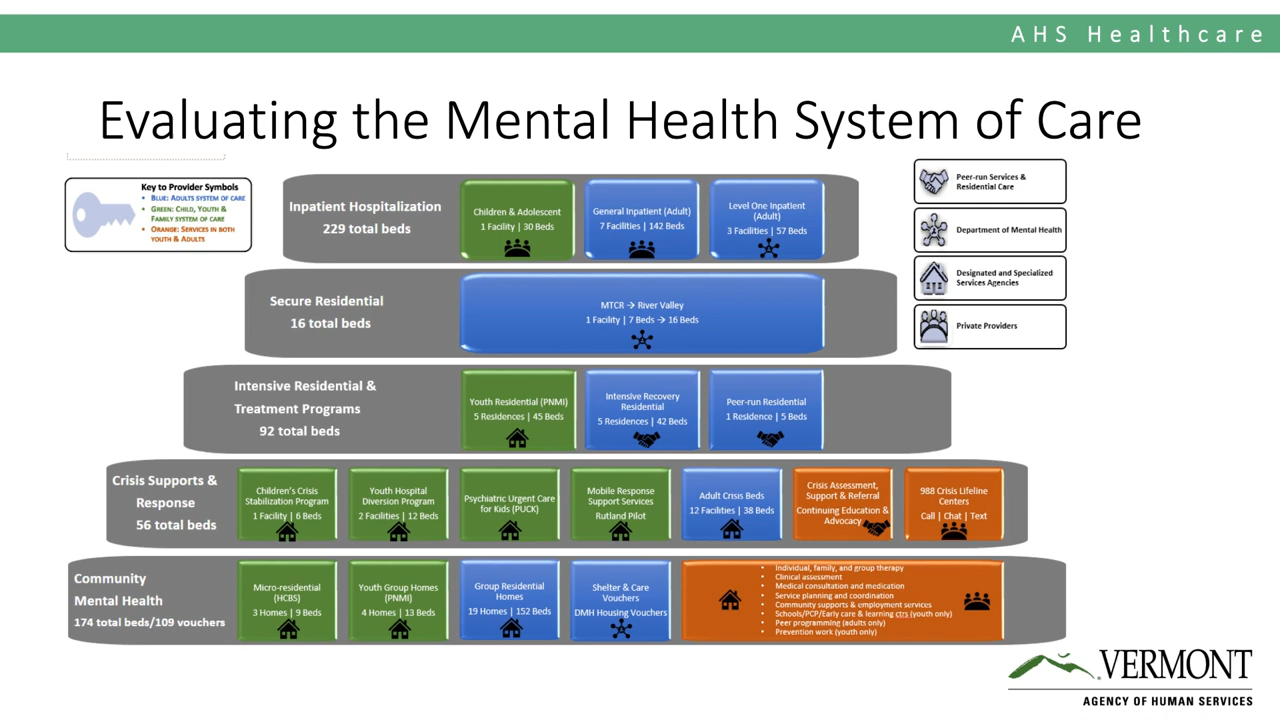 AHS Healthcare
Evaluating the Mental Health System of Care
Key to Provider Symbols
• BLUE: ADULTS SYSTEM OF CARE
• GREEN: CHILD, YOUTH &
FAMILY SYSTEM OF CARE
• ORANGE: SERVICES IN BOTH
YOUTH & ADULTS
Peer-run Services &
Residential Care
Department of Mental Health
Designated and Specialized
Services Agencies
Private Providers
Inpatient Hospitalization
229 total beds
Children & Adolescent
1 Facility | 30 Beds
General Inpatient (Adult)
7 Facilities | 142 Beds
Level One Inpatient
(Adult)
3 Facilities | 57 Beds
Secure Residential
16 total beds
MTCR → River Valley
1 Facility | 7 Beds → 16 Beds
Intensive Residential &
Treatment Programs
92 total beds
Youth Residential (PNMI)
5 Residences | 45 Beds
Intensive Recovery
Residential
5 Residences | 42 Beds
Peer-run Residential
1 Residence | 5 Beds
Crisis Supports &
Response
56 total beds
Children's Crisis
Stabilization Program
1 Facility | 6 Beds
Youth Hospital
Diversion Program
2 Facilities | 12 Beds
Psychiatric Urgent Care
for Kids (PUCK)
Mobile Response
Support Services
Rutland Pilot
Adult Crisis Beds
12 Facilities | 38 Beds
Crisis Assessment,
Support & Referral
Continuing Education &
Advocacy
988 Crisis Lifeline
Centers
Call | Chat | Text
Community
Mental Health
174 total beds/109 vouchers
Micro-residential
(HCBS)
3 Homes | 9 Beds
Youth Group Homes
(PNMI)
4 Homes | 13 Beds
Group Residential
Homes
19 Homes | 152 Beds
Shelter & Care
Vouchers
DMH Housing Vouchers
• Individual, family, and group therapy
• Clinical assessment
• Medical consultation and medication
• Service planning and coordination
• Community supports & employment services
• Schools/PCP/Early care & learning ctrs (youth only)
• Peer programming (adults only)
• Prevention work (youth only)
VERMONT
AGENCY OF HUMAN SERVICES